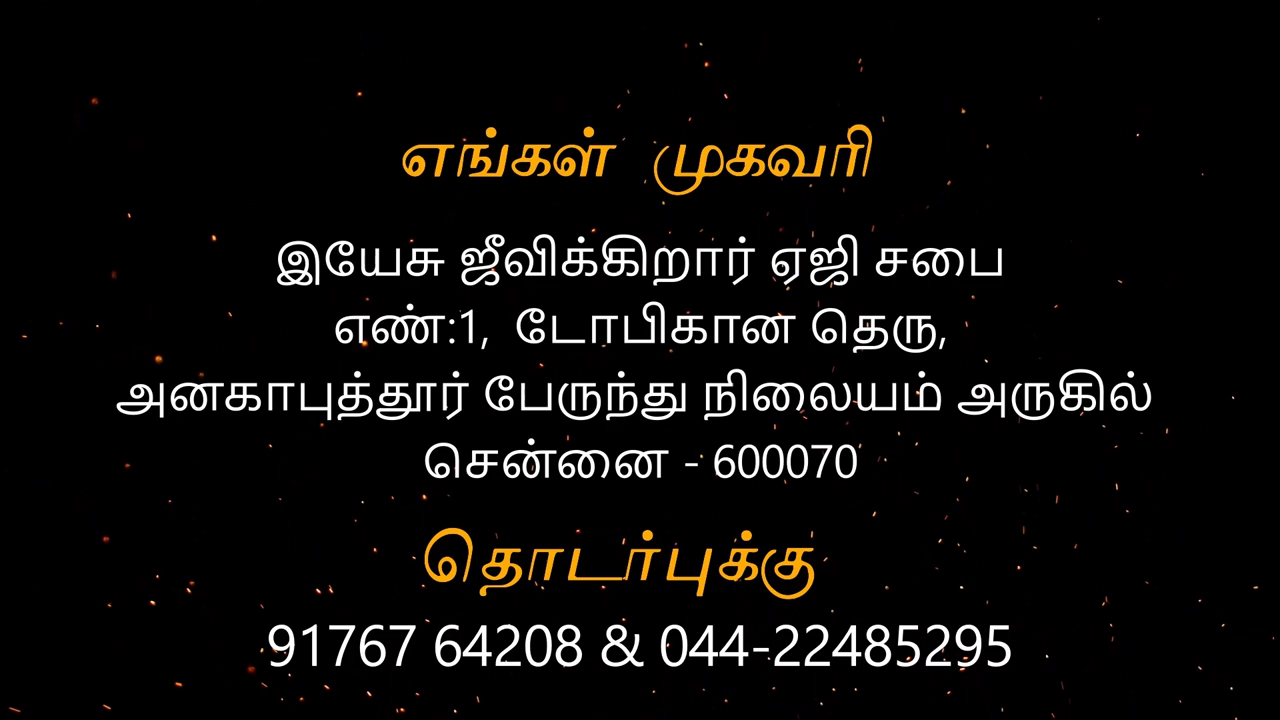 எங்கள் முகவரி
இயேசு ஜீவிக்கிறார் ஏஜி சபை
எண்:1, டோபிகான தெரு,
அனகாபுத்தூர் பேருந்து நிலையம் அருகில்
சென்னை - 600070
தொடர்புக்கு
91767 64208 & 044-22485295